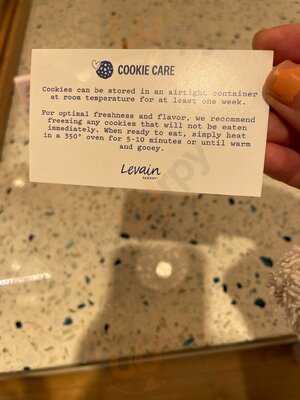 COOKIE CARE
Cookies can be stored in an airtight container
at room temperature for at least one week.
For optimal freshness and flavor, we recommend
freezing any cookies that will not be eaten
immediately. When ready to eat, simply heat
in a 350° oven for 5-10 minutes or until warm
and gooey.
Levain
BAKERY